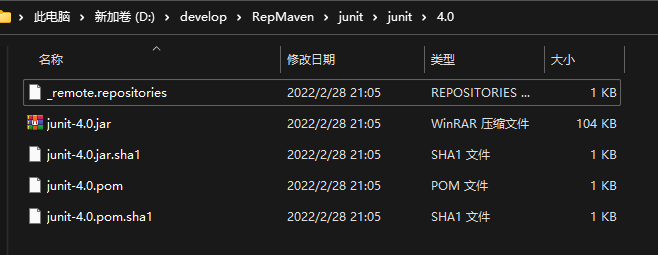 此电脑 > 新加卷 (D:) > develop > RepMaven > junit > junit > 4.0
名称 修改日期 类型 大小
_remote.repositories 2022/2/28 21:05 REPOSITORIES ... 1 KB
junit-4.0.jar 2022/2/28 21:05 WinRAR 压缩文件 104 KB
junit-4.0.jar.sha1 2022/2/28 21:05 SHA1 文件 1 KB
junit-4.0.pom 2022/2/28 21:05 POM 文件 1 KB
junit-4.0.pom.sha1 2022/2/28 21:05 SHA1 文件 1 KB